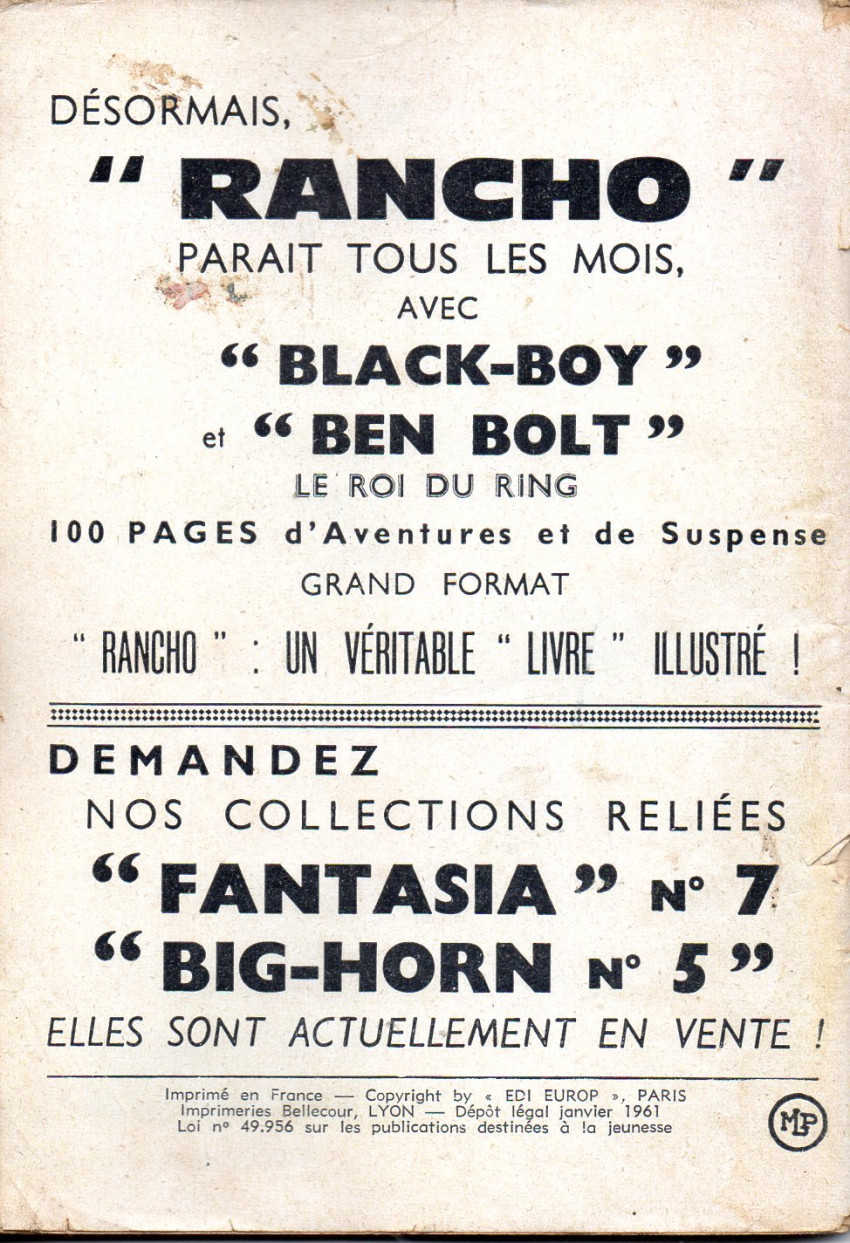 DÉSORMAIS,
" RANCHO "
PARAIT TOUS LES MOIS,
AVEC
“ BLACK-BOY ”
et “ BEN BOLT ”
LE ROI DU RING
100 PAGES d'Aventures et de Suspense
GRAND FORMAT
“ RANCHO ” : UN VÉRITABLE “ LIVRE ” ILLUSTRÉ !
DEMANDEZ
NOS COLLECTIONS RELIÉES
“ FANTASIA ” N° 7
“ BIG-HORN N° 5 ”
ELLES SONT ACTUELLEMENT EN VENTE !
Imprimé en France — Copyright by « EDI EUROP », PARIS
Imprimeries Bellecour, LYON — Dépôt légal janvier 1961
Loi n° 49.956 sur les publications destinées à la jeunesse
MLP